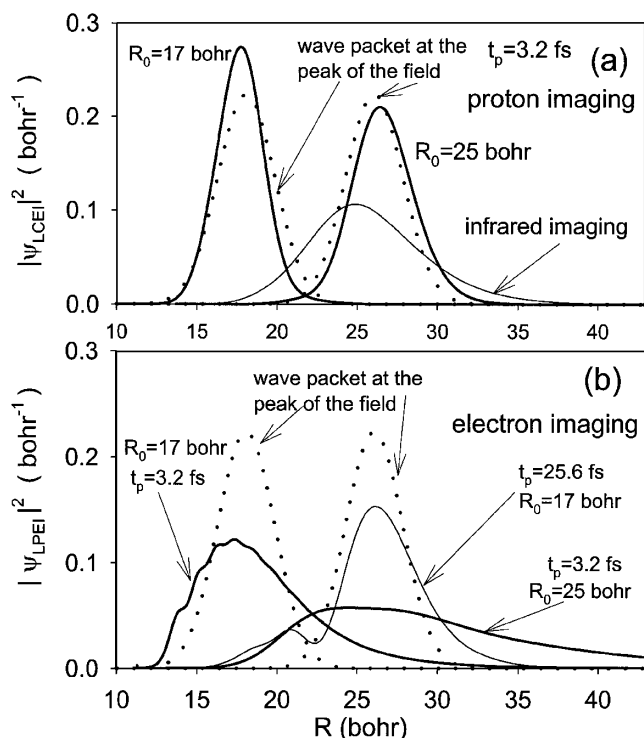 0.3
0.2
0.1
0.0
|ψ_LCEI|² ( bohr⁻¹ )
R₀=17 bohr
wave packet at the
peak of the field
tₚ=3.2 fs
(a)
proton imaging
R₀=25 bohr
infrared imaging
10 15 20 25 30 35 40
0.3
0.2
0.1
0.0
| ψ_LPEI|² ( bohr⁻¹ )
wave packet at the
peak of the field
(b)
electron imaging
R₀=17 bohr
tₚ=3.2 fs
tₚ=25.6 fs
R₀=17 bohr
tₚ=3.2 fs
R₀=25 bohr
10 15 20 25 30 35 40
R (bohr)